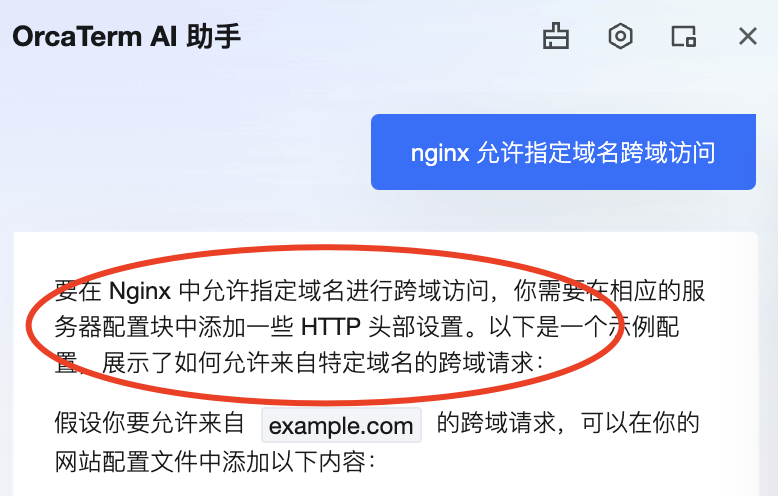 OrcaTerm AI 助手
nginx 允许指定域名跨域访问
要在 Nginx 中允许指定域名进行跨域访问，你需要在相应的服
务器配置块中添加一些 HTTP 头部设置。以下是一个示例配
置，展示了如何允许来自特定域名的跨域请求：
假设你要允许来自 example.com 的跨域请求，可以在你的
网站配置文件中添加以下内容：